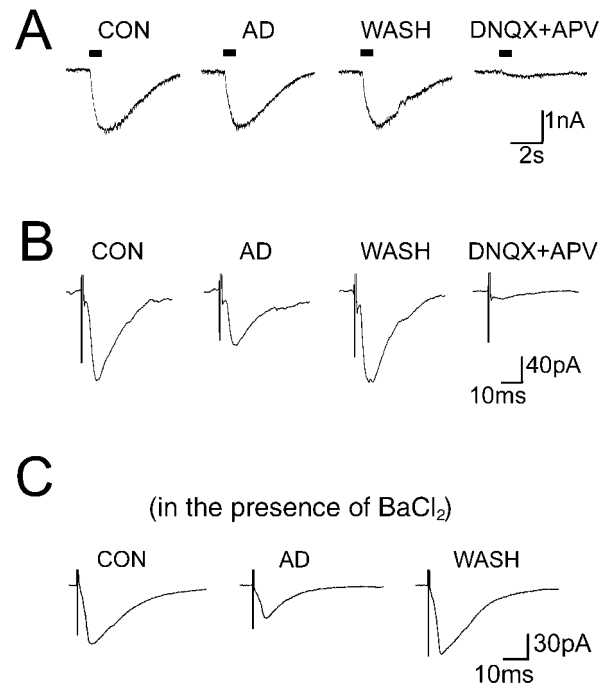 A
CON AD WASH DNQX+APV
1nA
2s
B
CON AD WASH DNQX+APV
40pA
10ms
C
(in the presence of BaCl₂)
CON AD WASH
30pA
10ms